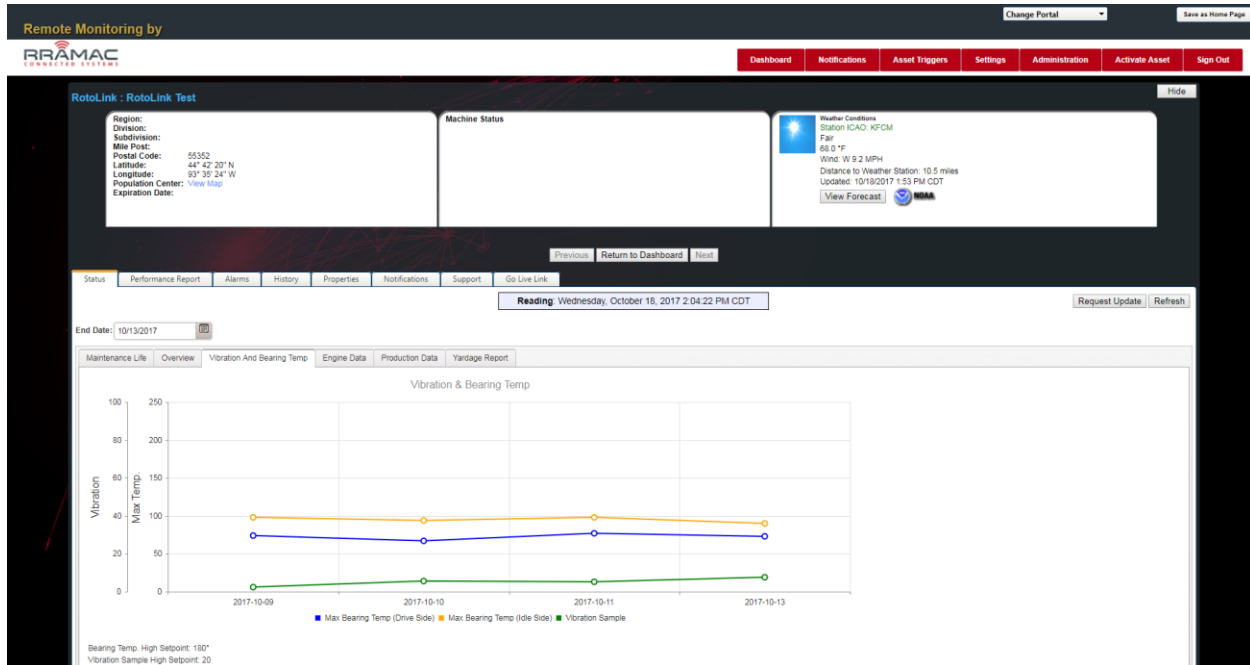 Change Portal
Save as Home Page
Remote Monitoring by
RRAMAC
CONNECTED SYSTEMS
Dashboard Notifications Asset Triggers Settings Administration Activate Asset Sign Out
RotoLink : RotoLink Test
Hide
Region:
Division:
Subdivision:
Mile Post:
Postal Code: 55352
Latitude: 44° 42' 20" N
Longitude: 93° 35' 24" W
Population Center: View Map
Expiration Date:
Machine Status
Weather Conditions
Station ICAO: KFCM
Fair
68.0 °F
Wind: W 9.2 MPH
Distance to Weather Station: 10.5 miles
Updated: 10/18/2017 1:53 PM CDT
View Forecast NOAA
Previous Return to Dashboard Next
Status Performance Report Alarms History Properties Notifications Support Go Live Link
Reading: Wednesday, October 18, 2017 2:04:22 PM CDT
Request Update Refresh
End Date: 10/13/2017
Maintenance Life Overview Vibration And Bearing Temp Engine Data Production Data Yardage Report
Vibration & Bearing Temp
Vibration
100
80
60
40
20
0
Max Temp.
250
200
150
100
50
0
2017-10-09 2017-10-10 2017-10-11 2017-10-13
Max Bearing Temp (Drive Side) Max Bearing Temp (Idle Side) Vibration Sample
Bearing Temp. High Setpoint: 180°
Vibration Sample High Setpoint: 20